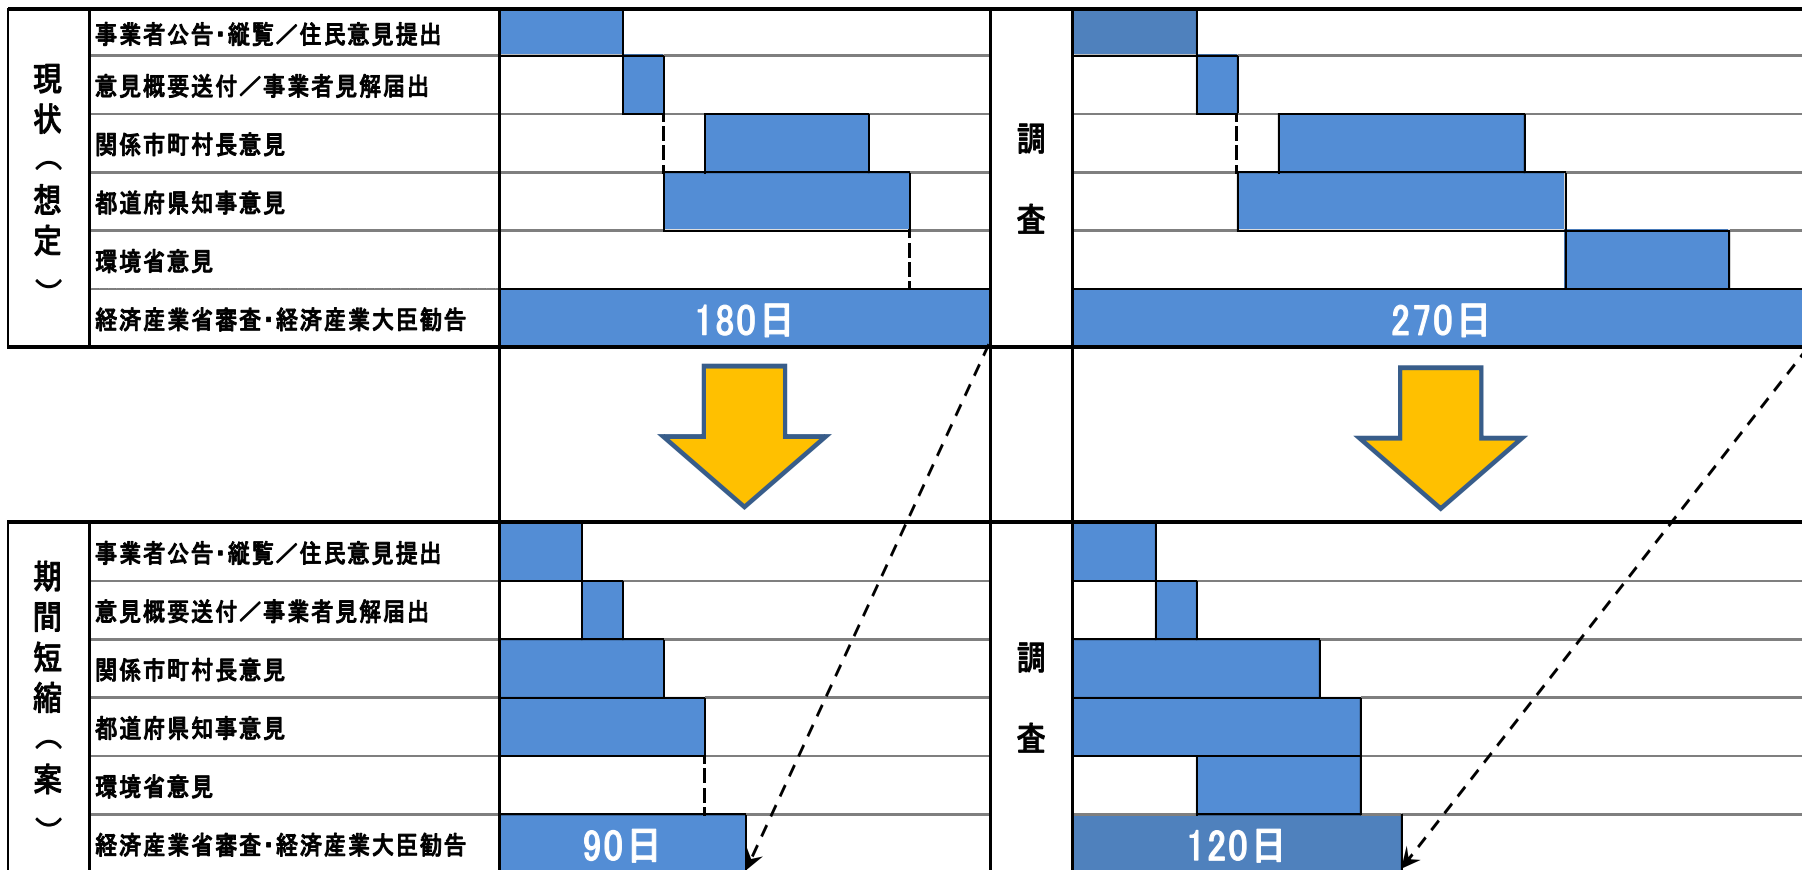 現状（想定）
事業者公告・縦覧／住民意見提出
意見概要送付／事業者見解届出
関係市町村長意見
都道府県知事意見
環境省意見
経済産業省審査・経済産業大臣勧告
180日
調査
270日
期間短縮（案）
事業者公告・縦覧／住民意見提出
意見概要送付／事業者見解届出
関係市町村長意見
都道府県知事意見
環境省意見
経済産業省審査・経済産業大臣勧告
90日
調査
120日